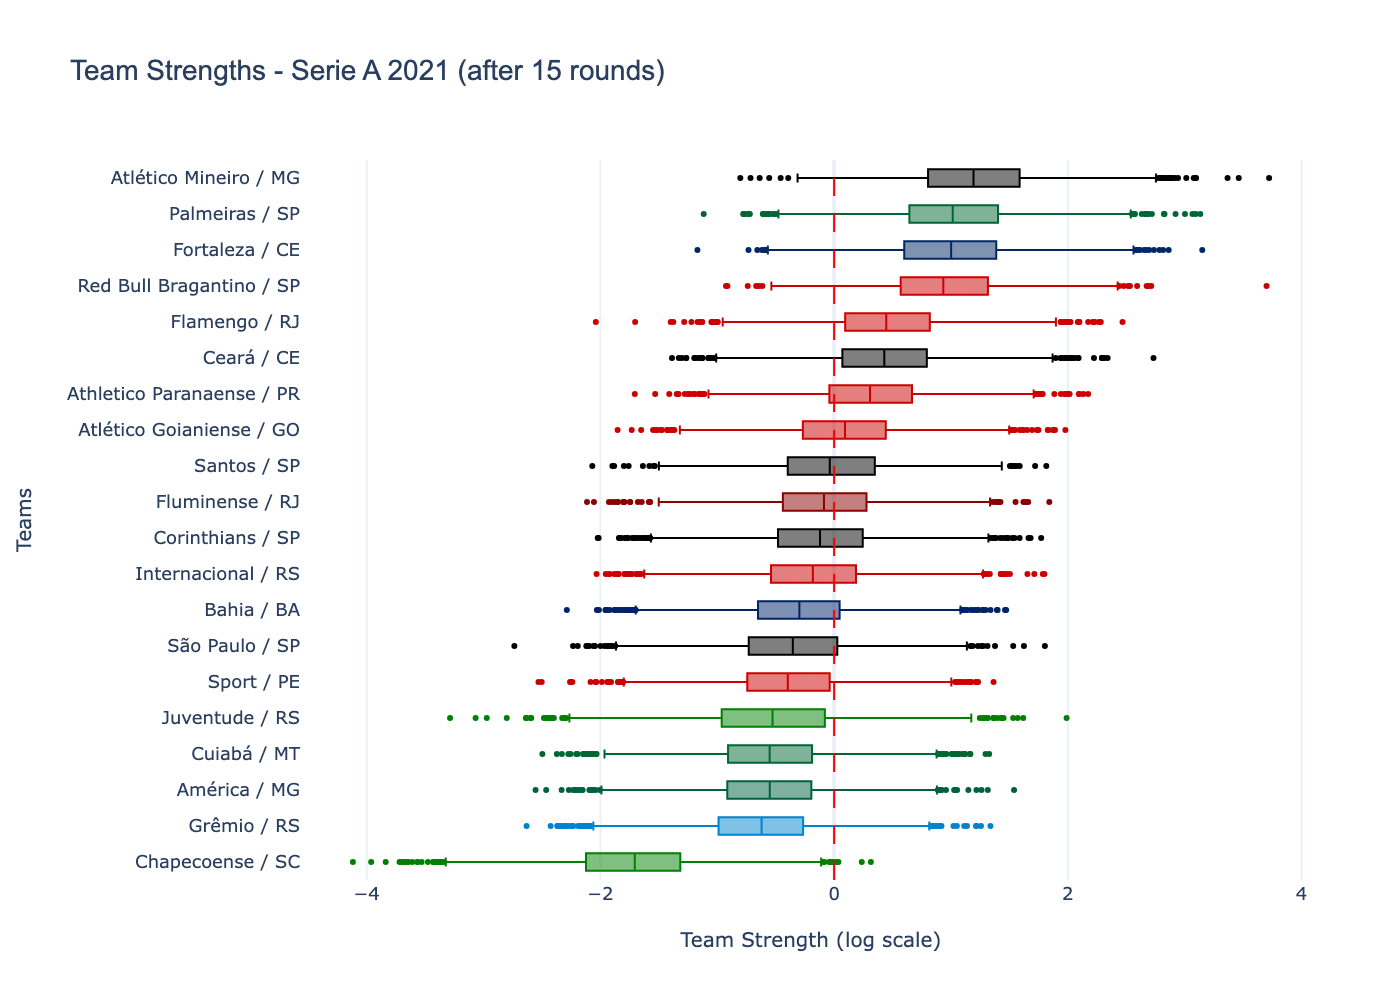 Team Strengths - Serie A 2021 (after 15 rounds)
Atlético Mineiro / MG
Palmeiras / SP
Fortaleza / CE
Red Bull Bragantino / SP
Flamengo / RJ
Ceará / CE
Athletico Paranaense / PR
Atlético Goianiense / GO
Santos / SP
Fluminense / RJ
Corinthians / SP
Internacional / RS
Bahia / BA
São Paulo / SP
Sport / PE
Juventude / RS
Cuiabá / MT
América / MG
Grêmio / RS
Chapecoense / SC
Teams
−4 −2 0 2 4
Team Strength (log scale)